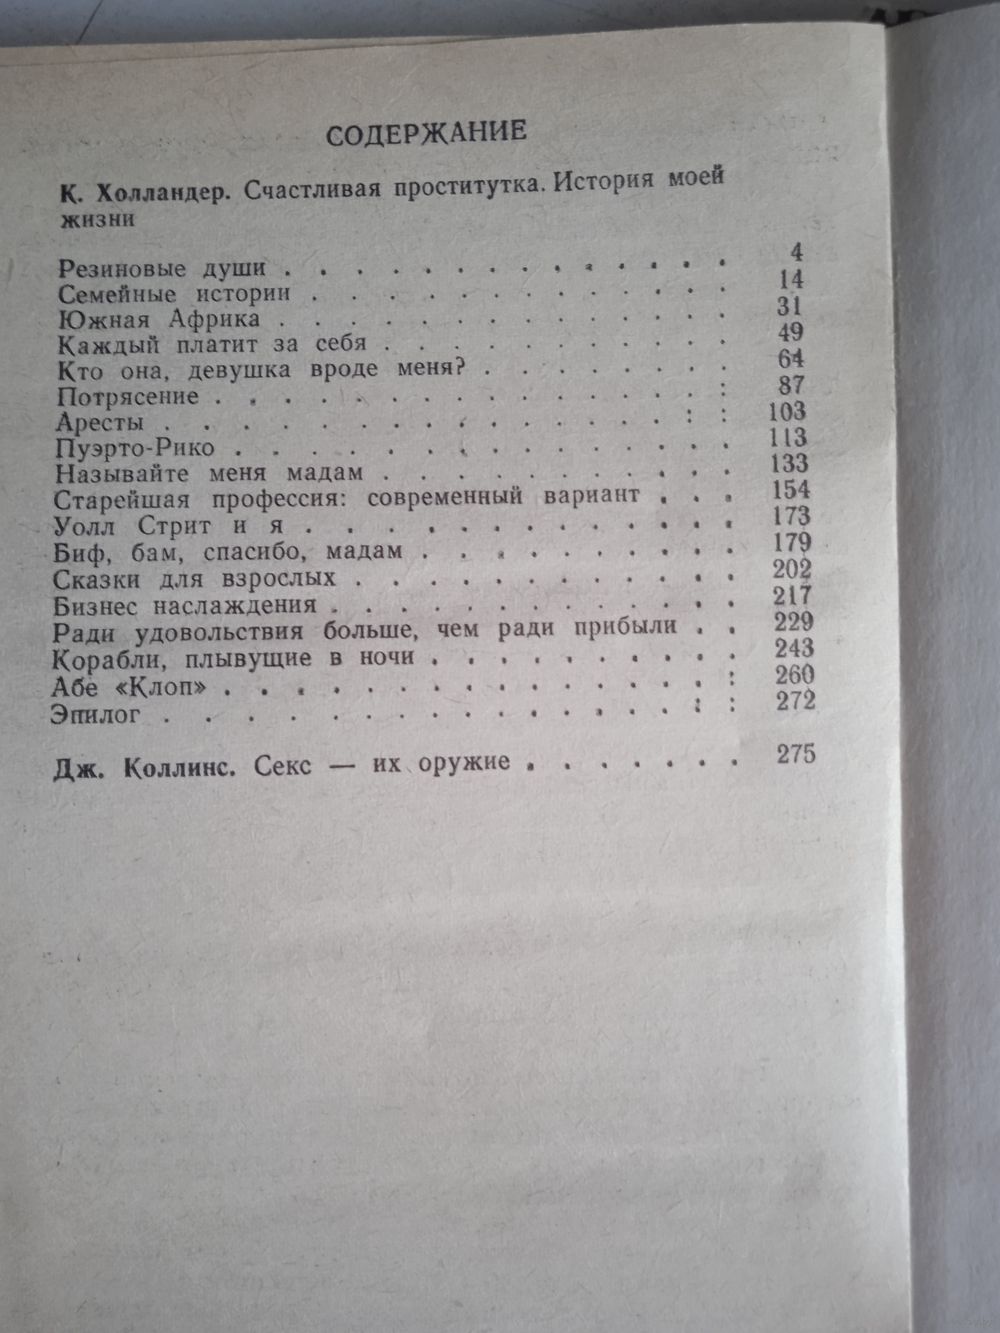 СОДЕРЖАНИЕ
К. Холландер. Счастливая проститутка. История моей
жизни
Резиновые души . . . . . . . . . . . . . 4
Семейные истории . . . . . . . . . . . . 14
Южная Африка . . . . . . . . . . . . . 31
Каждый платит за себя . . . . . . . . . . 49
Кто она, девушка вроде меня? . . . . . . . . 64
Потрясение . . . . . . . . . . . . . . : 87
Аресты . . . . . . . . . . . . . : : 103
Пуэрто-Рико . . . . . . . . . . . . . . 113
Называйте меня мадам . . . . . . . . . . 133
Старейшая профессия: современный вариант . . . 154
Уолл Стрит и я . . . . . . . . . . . . 173
Биф, бам, спасибо, мадам . . . . . . . . . 179
Сказки для взрослых . . . . . . . . . . . 202
Бизнес наслаждения . . . . . . . . . . . . 217
Ради удовольствия больше, чем ради прибыли . . 229
Корабли, плывущие в ночи . . . . . . . . . 243
Абе «Клоп» . . . . . . . . . . . . . . : 260
Эпилог . . . . . . . . . . . . . : : 272
Дж. Коллинс. Секс — их оружие . . . . . . . 275